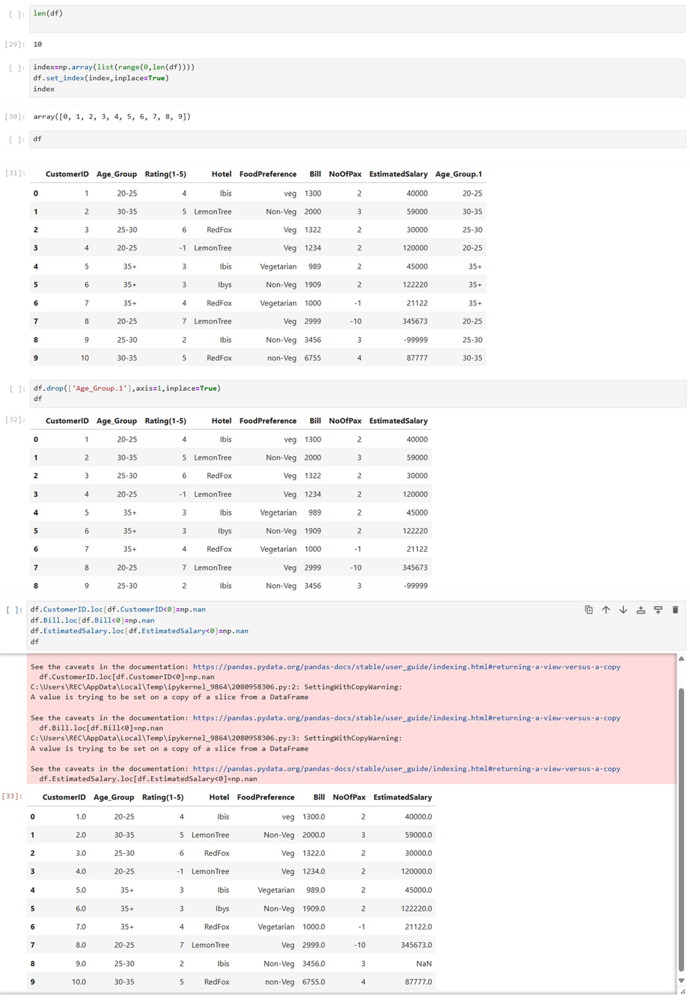 [ ]: len(df)
[29]: 10
[ ]: index=np.array(list(range(0,len(df))))
df.set_index(index,inplace=True)
index
[30]: array([0, 1, 2, 3, 4, 5, 6, 7, 8, 9])
[ ]: df
[31]: CustomerID Age_Group Rating(1-5) Hotel FoodPreference Bill NoOfPax EstimatedSalary Age_Group.1
0 1 20-25 4 Ibis veg 1300 2 40000 20-25
1 2 30-35 5 LemonTree Non-Veg 2000 3 59000 30-35
2 3 25-30 6 RedFox Veg 1322 2 30000 25-30
3 4 20-25 -1 LemonTree Veg 1234 2 120000 20-25
4 5 35+ 3 Ibis Vegetarian 989 2 45000 35+
5 6 35+ 3 Ibys Non-Veg 1909 2 122220 35+
6 7 35+ 4 RedFox Vegetarian 1000 -1 21122 35+
7 8 20-25 7 LemonTree Veg 2999 -10 345673 20-25
8 9 25-30 2 Ibis Non-Veg 3456 3 -99999 25-30
9 10 30-35 5 RedFox non-Veg 6755 4 87777 30-35
[ ]: df.drop(['Age_Group.1'],axis=1,inplace=True)
df
[32]: CustomerID Age_Group Rating(1-5) Hotel FoodPreference Bill NoOfPax EstimatedSalary
0 1 20-25 4 Ibis veg 1300 2 40000
1 2 30-35 5 LemonTree Non-Veg 2000 3 59000
2 3 25-30 6 RedFox Veg 1322 2 30000
3 4 20-25 -1 LemonTree Veg 1234 2 120000
4 5 35+ 3 Ibis Vegetarian 989 2 45000
5 6 35+ 3 Ibys Non-Veg 1909 2 122220
6 7 35+ 4 RedFox Vegetarian 1000 -1 21122
7 8 20-25 7 LemonTree Veg 2999 -10 345673
8 9 25-30 2 Ibis Non-Veg 3456 3 -99999
[ ]: df.CustomerID.loc[df.CustomerID<0]=np.nan
df.Bill.loc[df.Bill<0]=np.nan
df.EstimatedSalary.loc[df.EstimatedSalary<0]=np.nan
df
See the caveats in the documentation: https://pandas.pydata.org/pandas-docs/stable/user_guide/indexing.html#returning-a-view-versus-a-copy
df.CustomerID.loc[df.CustomerID<0]=np.nan
C:\Users\REC\AppData\Local\Temp\ipykernel_9864\2080958306.py:2: SettingWithCopyWarning:
A value is trying to be set on a copy of a slice from a DataFrame
See the caveats in the documentation: https://pandas.pydata.org/pandas-docs/stable/user_guide/indexing.html#returning-a-view-versus-a-copy
df.Bill.loc[df.Bill<0]=np.nan
C:\Users\REC\AppData\Local\Temp\ipykernel_9864\2080958306.py:3: SettingWithCopyWarning:
A value is trying to be set on a copy of a slice from a DataFrame
See the caveats in the documentation: https://pandas.pydata.org/pandas-docs/stable/user_guide/indexing.html#returning-a-view-versus-a-copy
df.EstimatedSalary.loc[df.EstimatedSalary<0]=np.nan
[33]: CustomerID Age_Group Rating(1-5) Hotel FoodPreference Bill NoOfPax EstimatedSalary
0 1.0 20-25 4 Ibis veg 1300.0 2 40000.0
1 2.0 30-35 5 LemonTree Non-Veg 2000.0 3 59000.0
2 3.0 25-30 6 RedFox Veg 1322.0 2 30000.0
3 4.0 20-25 -1 LemonTree Veg 1234.0 2 120000.0
4 5.0 35+ 3 Ibis Vegetarian 989.0 2 45000.0
5 6.0 35+ 3 Ibys Non-Veg 1909.0 2 122220.0
6 7.0 35+ 4 RedFox Vegetarian 1000.0 -1 21122.0
7 8.0 20-25 7 LemonTree Veg 2999.0 -10 345673.0
8 9.0 25-30 2 Ibis Non-Veg 3456.0 3 NaN
9 10.0 30-35 5 RedFox non-Veg 6755.0 4 87777.0